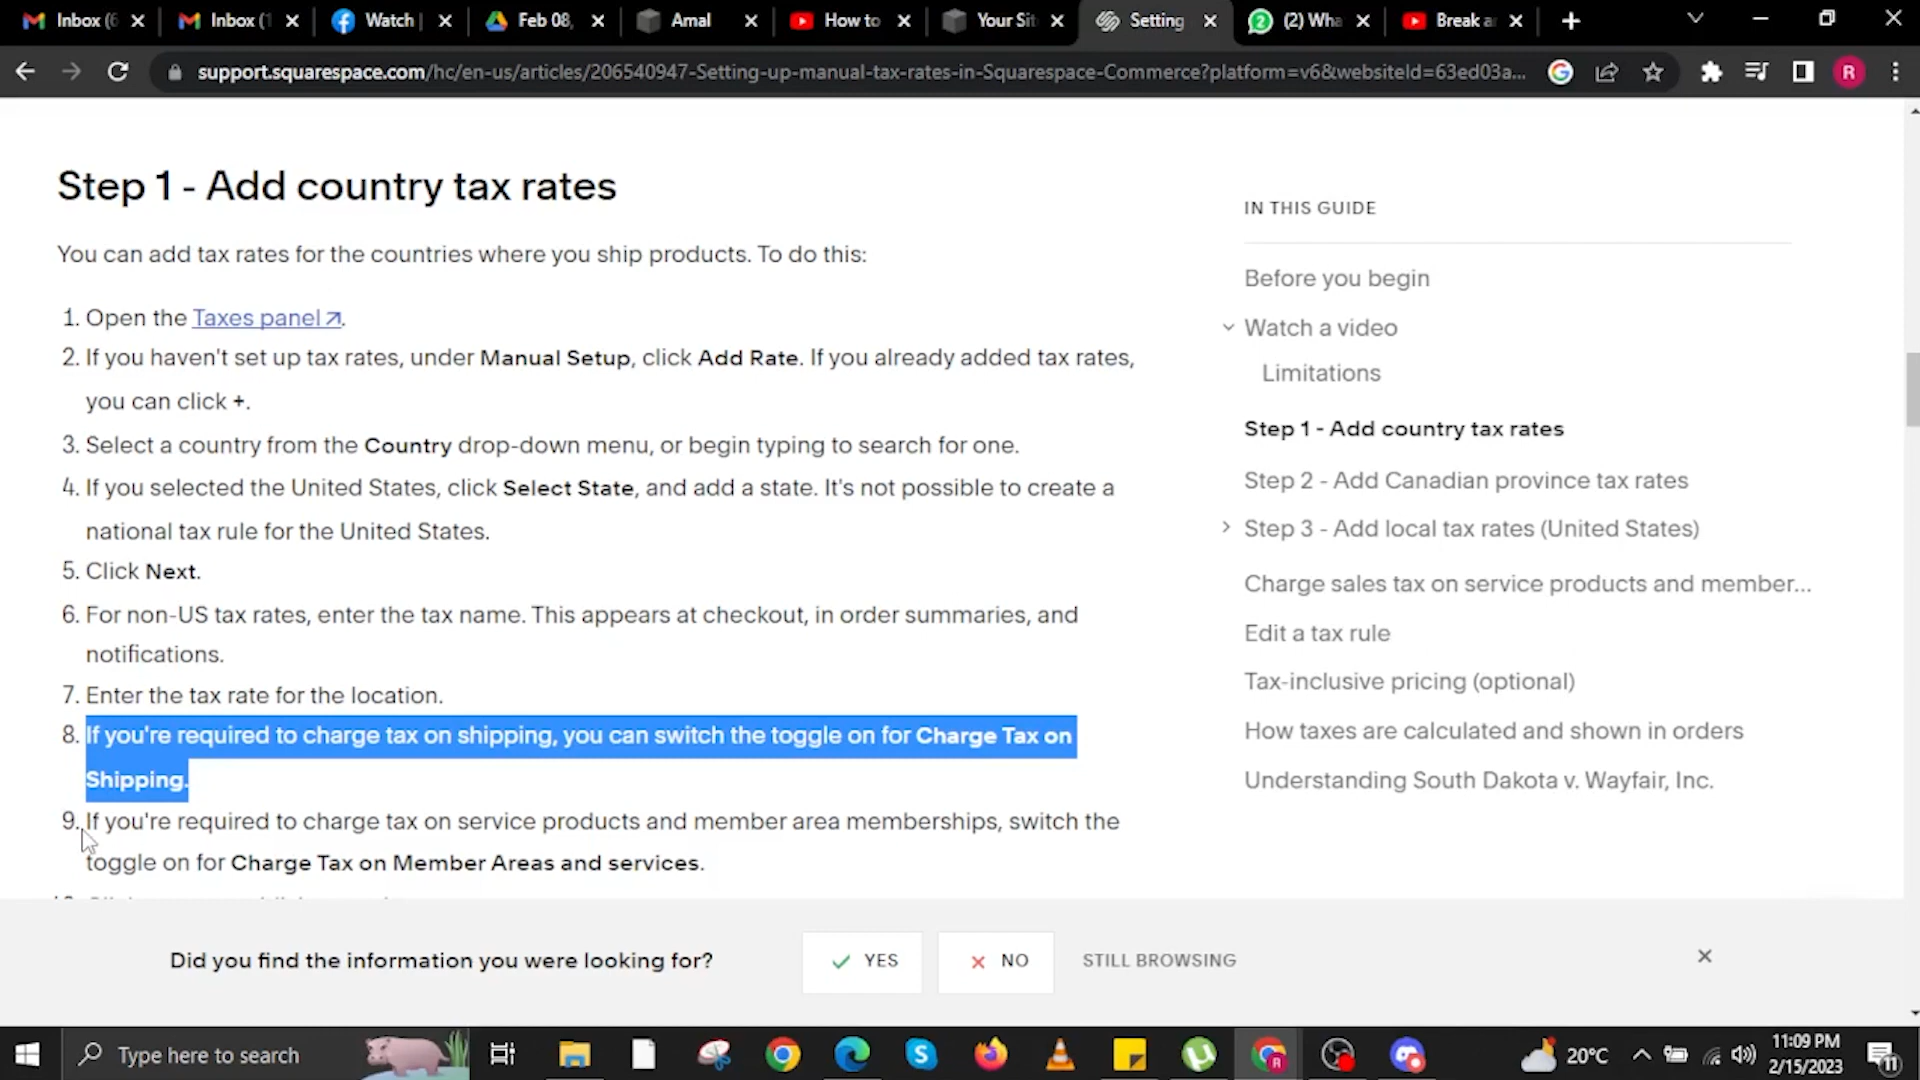 Inbox (6
Inbox (1
Watch |
Feb 08,
Amal
How to
Your Sit
Setting
(2) Wha
Break a
support.squarespace.com/hc/en-us/articles/206540947-Setting-up-manual-tax-rates-in-Squarespace-Commerce?platform=v6&websiteId=63ed03a...
R
Step 1 - Add country tax rates
You can add tax rates for the countries where you ship products. To do this:
1. Open the Taxes panel ↗.
2. If you haven't set up tax rates, under Manual Setup, click Add Rate. If you already added tax rates,
you can click +.
3. Select a country from the Country drop-down menu, or begin typing to search for one.
4. If you selected the United States, click Select State, and add a state. It's not possible to create a
national tax rule for the United States.
5. Click Next.
6. For non-US tax rates, enter the tax name. This appears at checkout, in order summaries, and
notifications.
7. Enter the tax rate for the location.
8. If you're required to charge tax on shipping, you can switch the toggle on for Charge Tax on
Shipping.
9. If you're required to charge tax on service products and member area memberships, switch the
toggle on for Charge Tax on Member Areas and services.
IN THIS GUIDE
Before you begin
Watch a video
Limitations
Step 1 - Add country tax rates
Step 2 - Add Canadian province tax rates
Step 3 - Add local tax rates (United States)
Charge sales tax on service products and member...
Edit a tax rule
Tax-inclusive pricing (optional)
How taxes are calculated and shown in orders
Understanding South Dakota v. Wayfair, Inc.
Did you find the information you were looking for?
YES
NO
STILL BROWSING
Type here to search
20°C
11:09 PM
2/15/2023
11